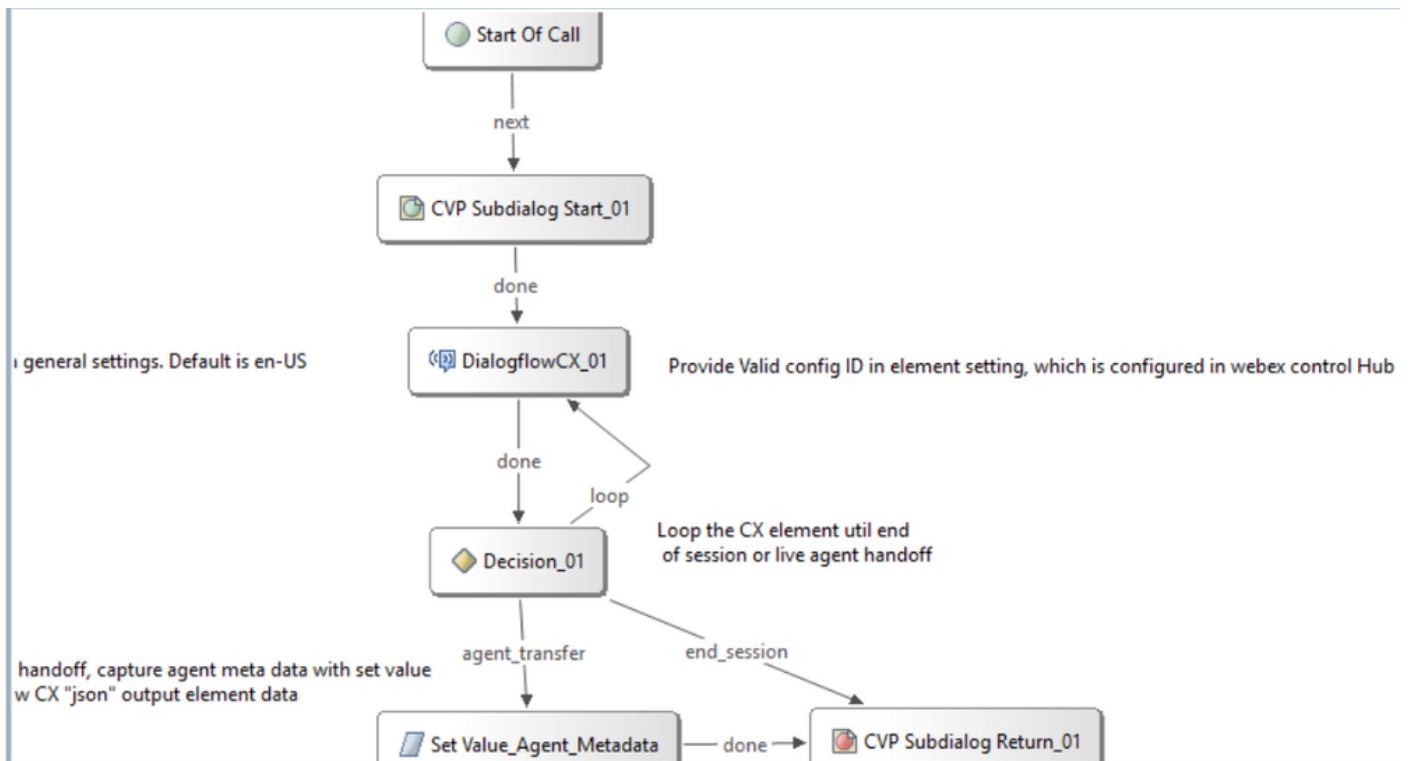 Start Of Call
next
CVP Subdialog Start_01
done
general settings. Default is en-US
DialogflowCX_01
Provide Valid config ID in element setting, which is configured in webex control Hub
done
loop
Loop the CX element util end
of session or live agent handoff
Decision_01
agent_transfer
end_session
handoff, capture agent meta data with set value
w CX "json" output element data
Set Value_Agent_Metadata
done
CVP Subdialog Return_01